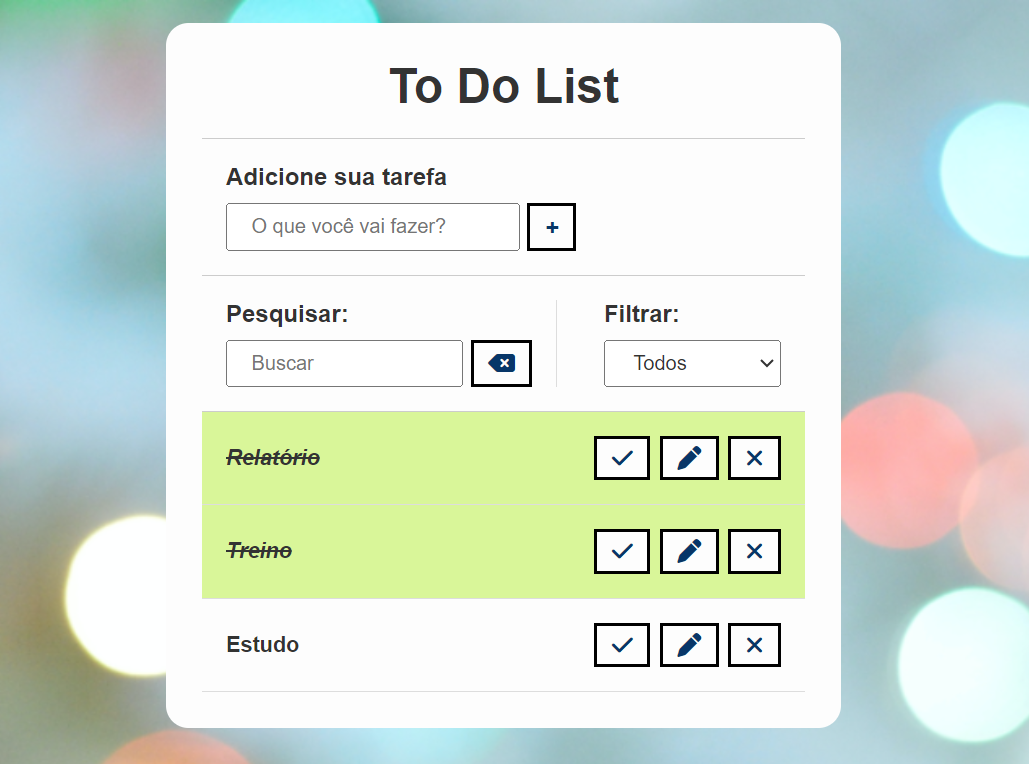 To Do List
Adicione sua tarefa
O que você vai fazer?
+
Pesquisar:
Filtrar:
Buscar
Todos
Relatório
Treino
Estudo